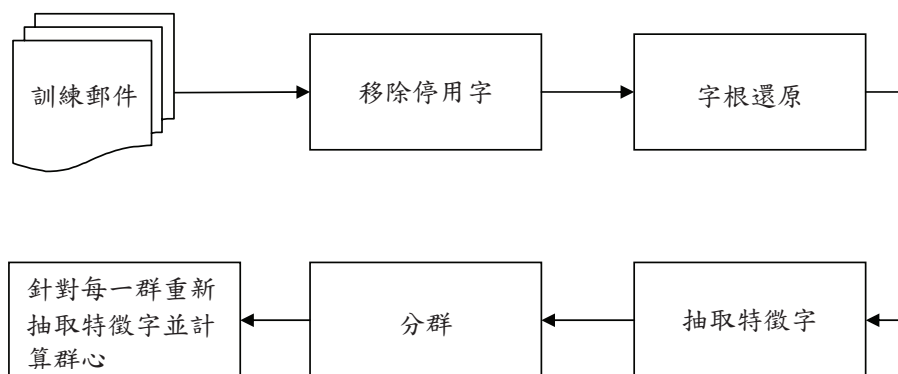 訓練郵件
移除停用字
字根還原
抽取特徵字
分群
針對每一群重新
抽取特徵字並計
算群心